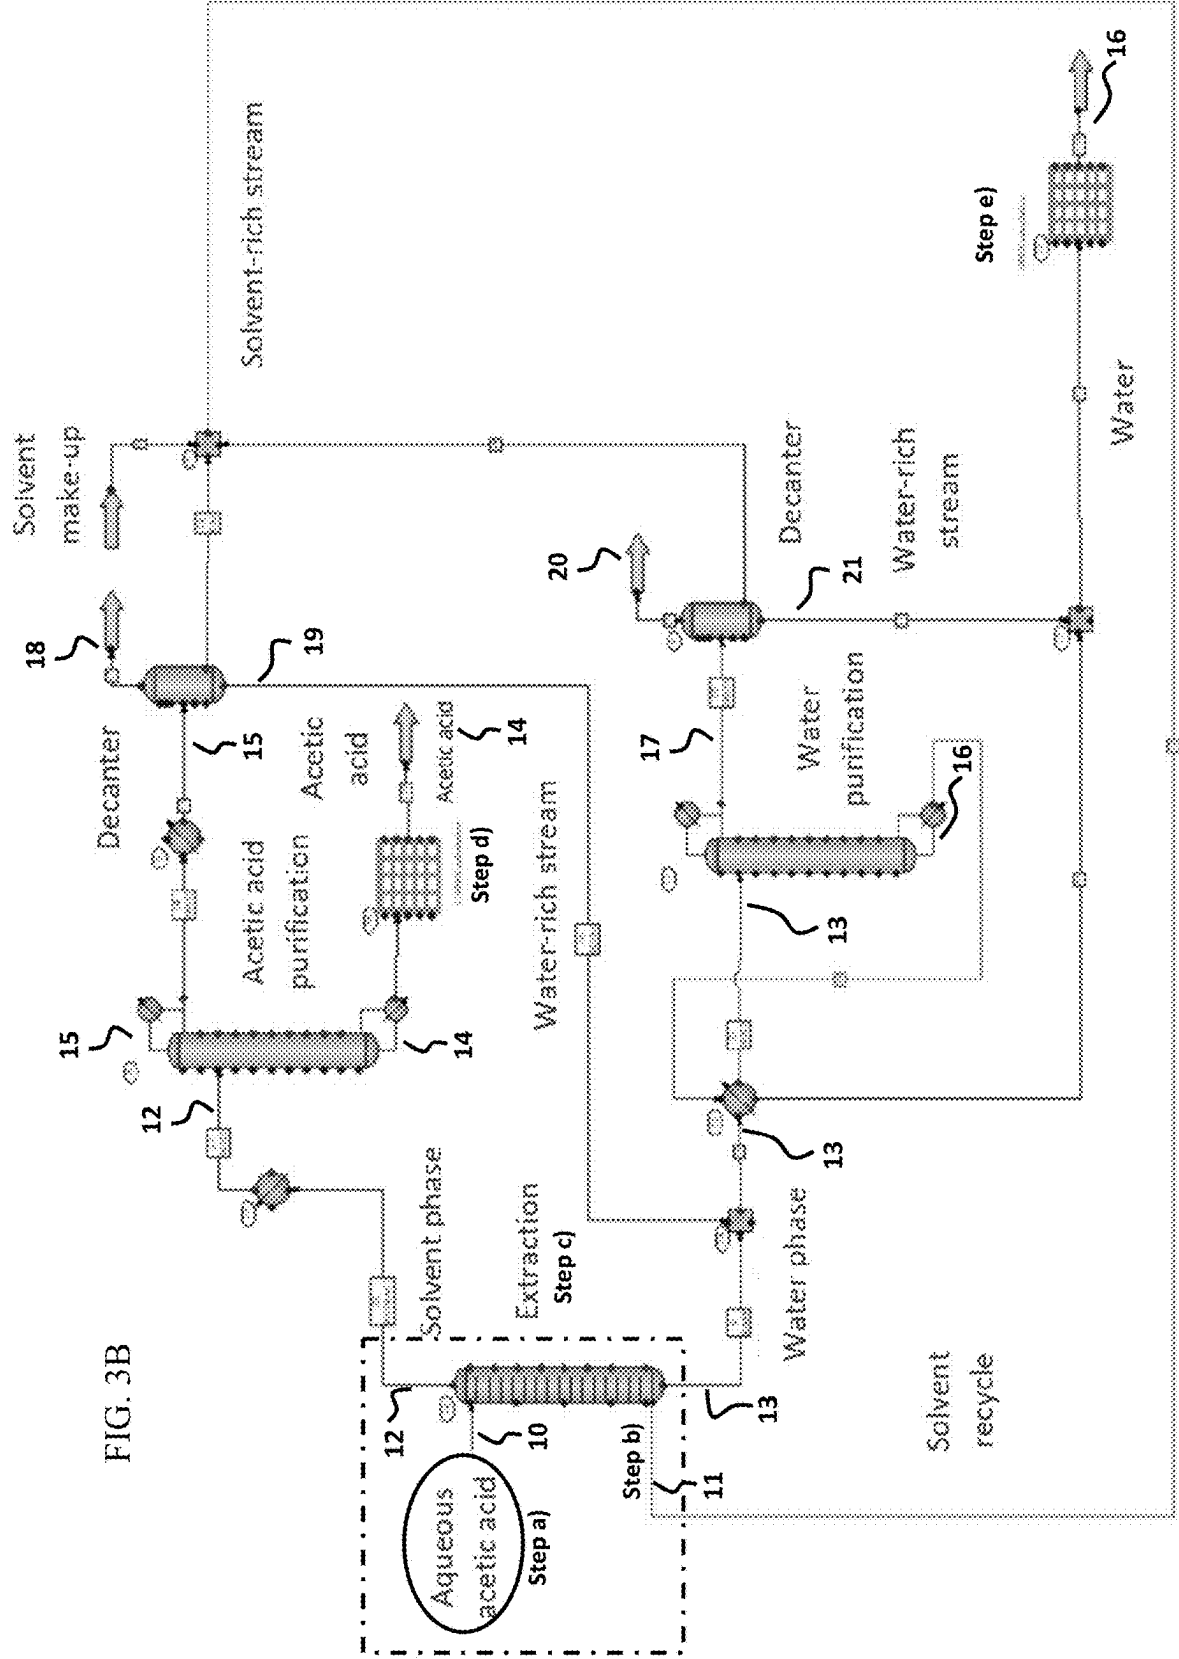 FIG. 3B
Aqueous
acetic acid
Step a)
10
12
Step b)
11
13
Extraction
Step c)
Solvent phase
Water phase
Solvent
recycle
12
15
14
Acetic acid
purification
15
Decanter
18
19
Solvent
make-up
Solvent-rich stream
Step d)
Acetic
acid
Acetic acid
14
Water-rich stream
13
13
16
Water
purification
17
20
Decanter
21
Water-rich
stream
Water
Step e)
16